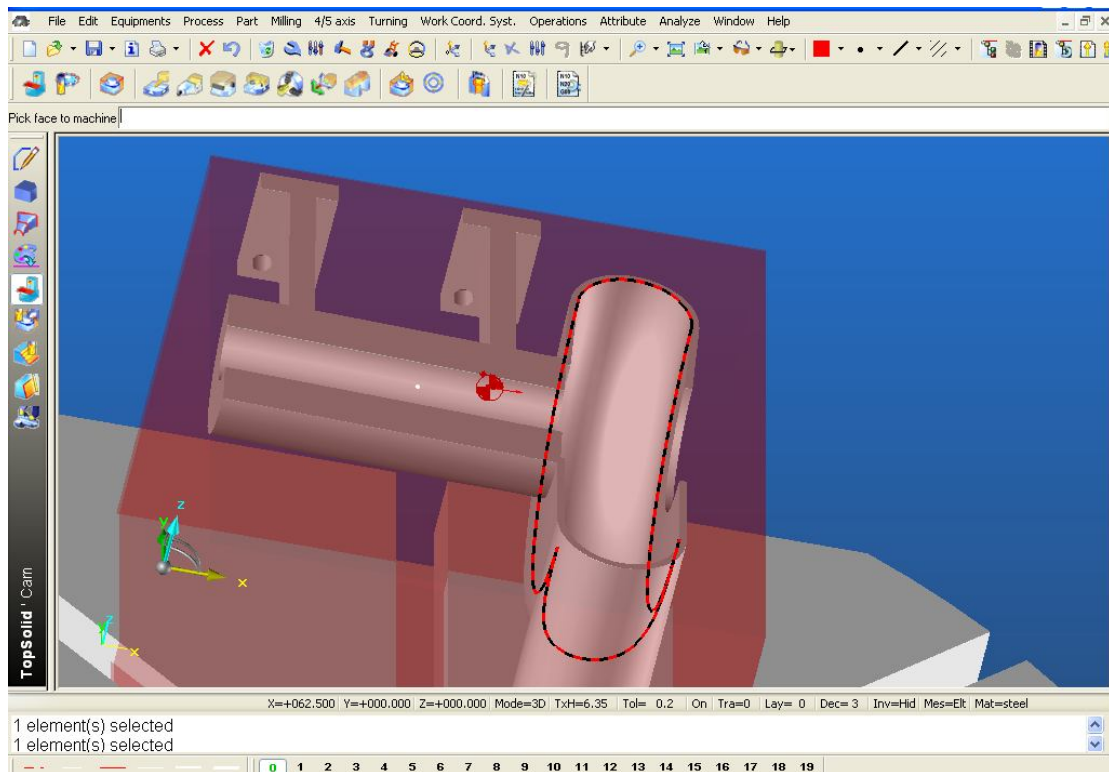 File Edit Equipments Process Part Milling 4/5 axis Turning Work Coord. Syst. Operations Attribute Analyze Window Help
Pick face to machine
z
y
x
z
x
TopSolid'Cam
X=+062.500 Y=+000.000 Z=+000.000 Mode=3D TxH=6.35 Tol= 0.2 On Tra=0 Lay= 0 Dec= 3 Inv=Hid Mes=Elt Mat=steel
1 element(s) selected
1 element(s) selected
0 1 2 3 4 5 6 7 8 9 10 11 12 13 14 15 16 17 18 19